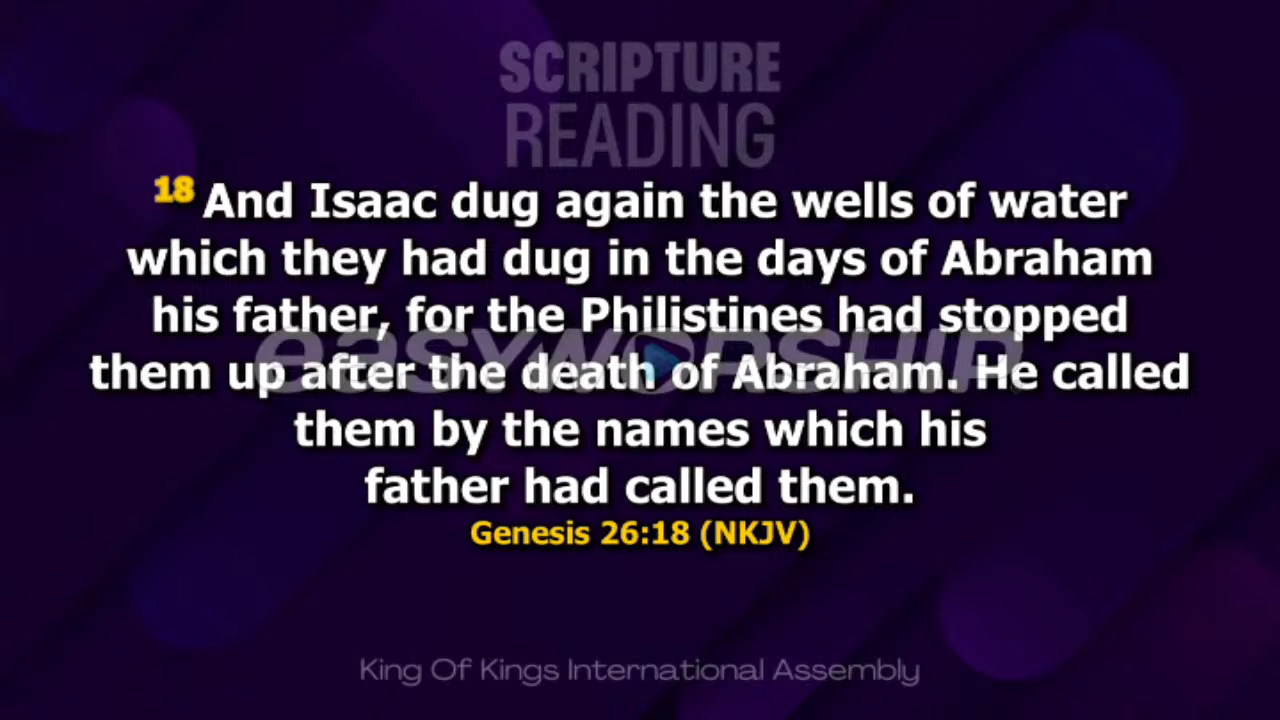 SCRIPTURE
READING
18 And Isaac dug again the wells of water
which they had dug in the days of Abraham
his father, for the Philistines had stopped
them up after the death of Abraham. He called
them by the names which his
father had called them.
easyworship
Genesis 26:18 (NKJV)
King Of Kings International Assembly